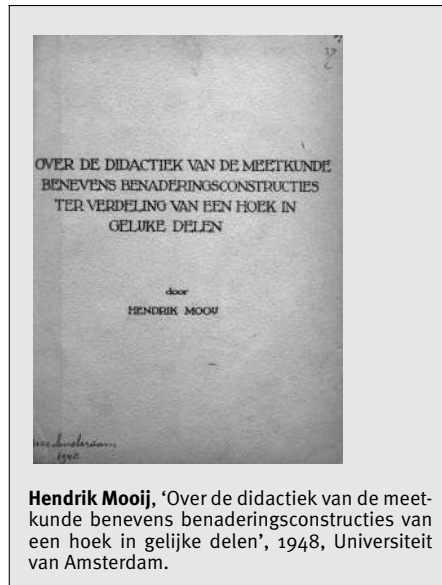 OVER DE DIDACTIEK VAN DE MEETKUNDE
BENEVENS BENADERINGSCONSTRUCTIES
TER VERDELING VAN EEN HOEK IN
GELIJKE DELEN
door
HENDRIK MOOIJ
Amsterdam
1948
Hendrik Mooij, ‘Over de didactiek van de meet-
kunde benevens benaderingsconstructies van
een hoek in gelijke delen’, 1948, Universiteit
van Amsterdam.